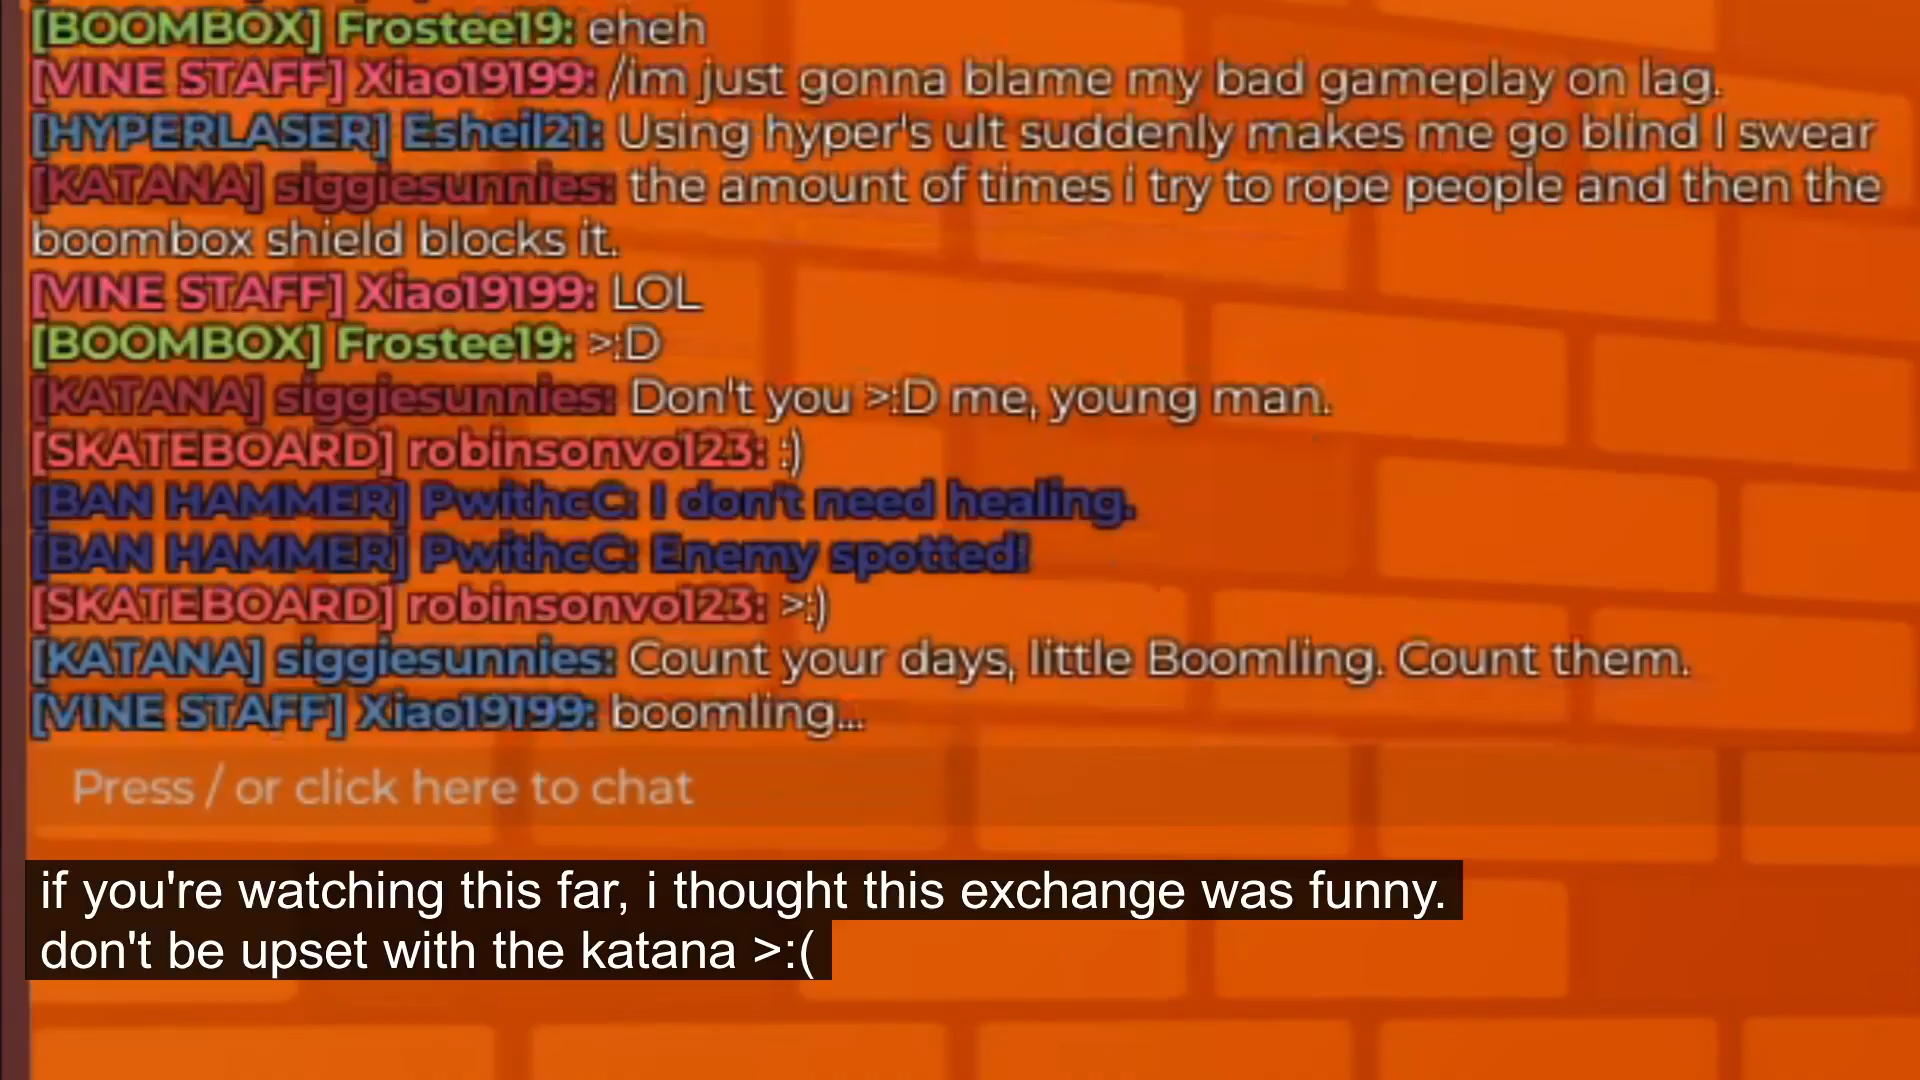 [BOOMBOX] Frostee19: eheh
[VINE STAFF] Xiao19199: /im just gonna blame my bad gameplay on lag.
[HYPERLASER] Esheil21: Using hyper's ult suddenly makes me go blind I swear
[KATANA] siggiesunnies: the amount of times i try to rope people and then the
boombox shield blocks it.
[VINE STAFF] Xiao19199: LOL
[BOOMBOX] Frostee19: >:D
[KATANA] siggiesunnies: Don't you >:D me, young man.
[SKATEBOARD] robinsonvo123: :)
[BAN HAMMER] PwithcC: I don't need healing.
[BAN HAMMER] PwithcC: Enemy spotted!
[SKATEBOARD] robinsonvo123: >:)
[KATANA] siggiesunnies: Count your days, little Boomling. Count them.
[VINE STAFF] Xiao19199: boomling...
Press / or click here to chat
if you're watching this far, i thought this exchange was funny.
don't be upset with the katana >:(